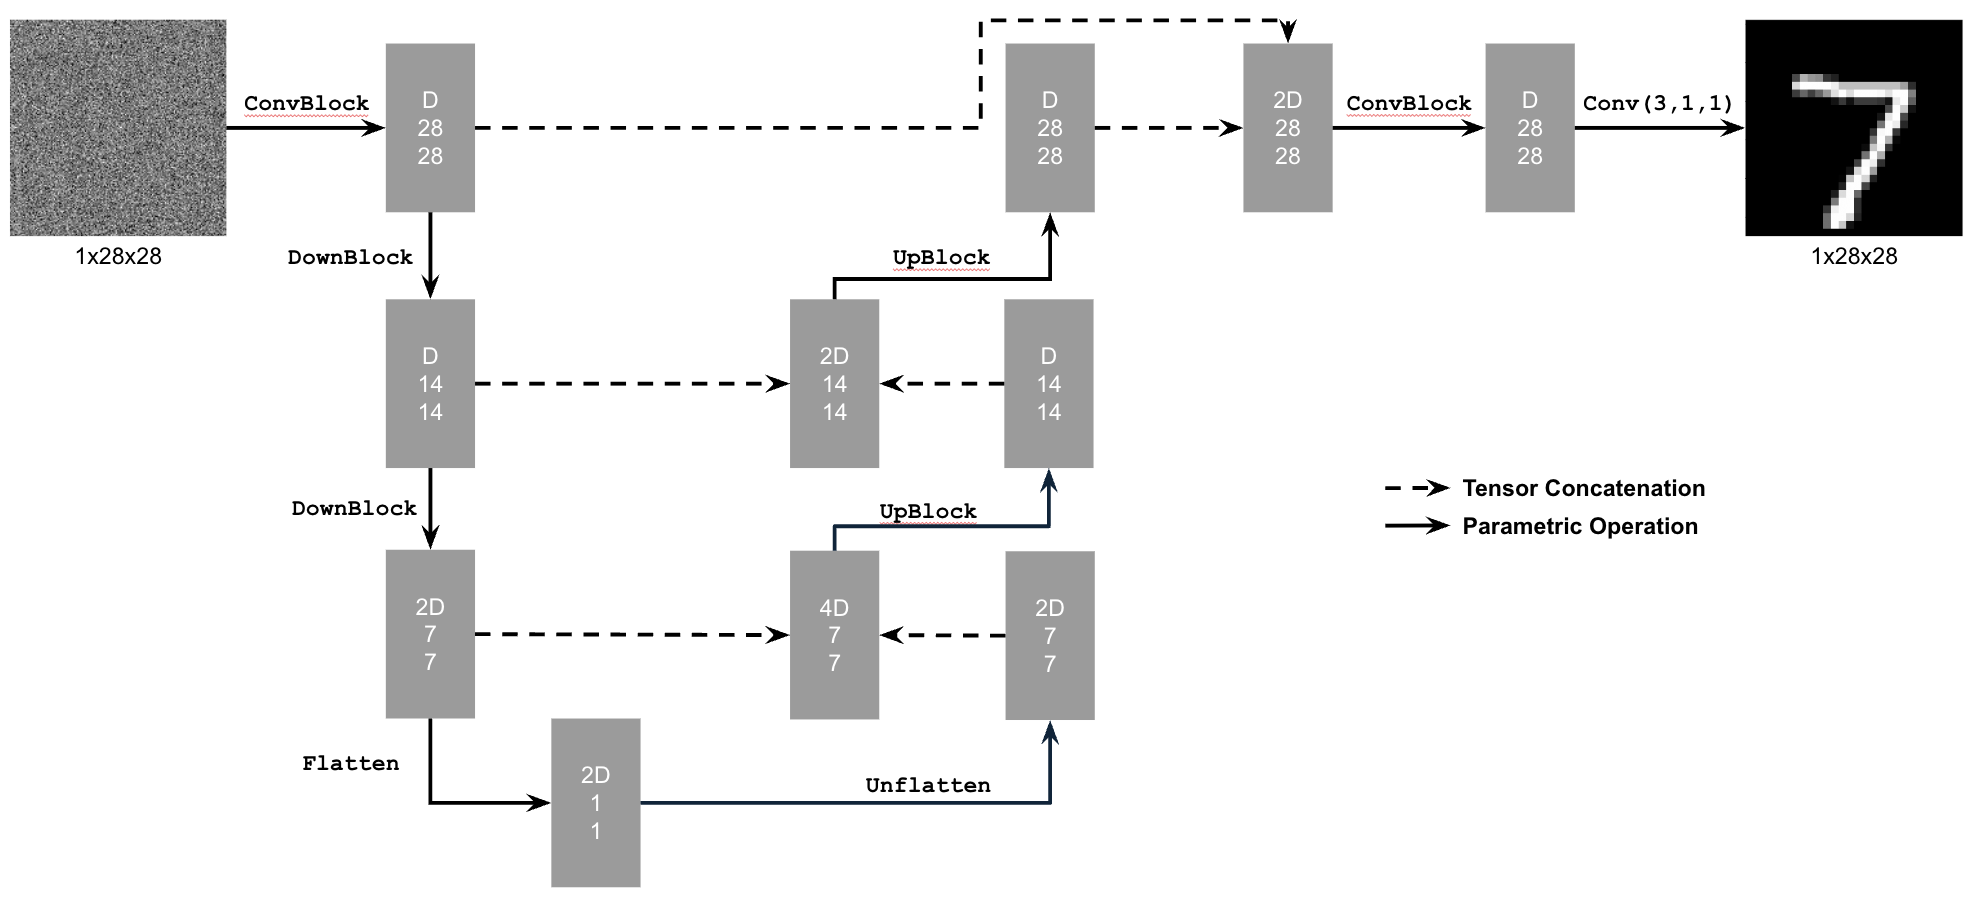 ConvBlock
D
28
28
D
28
28
2D
28
28
ConvBlock
D
28
28
Conv(3,1,1)
1x28x28
1x28x28
DownBlock
UpBlock
D
14
14
2D
14
14
D
14
14
DownBlock
UpBlock
Tensor Concatenation
Parametric Operation
2D
7
7
4D
7
7
2D
7
7
Flatten
2D
1
1
Unflatten